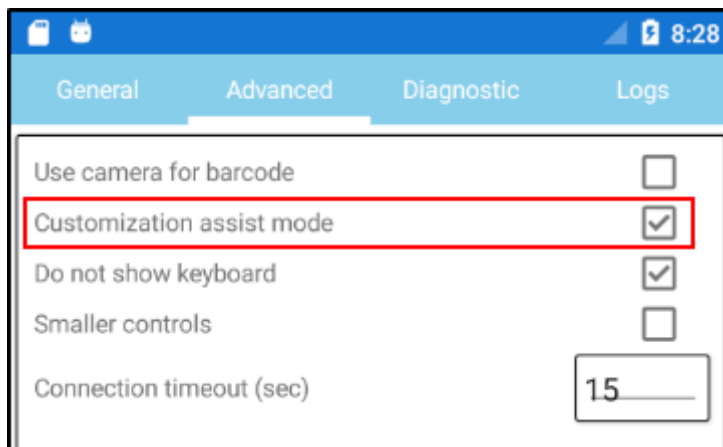 8:28
General Advanced Diagnostic Logs
Use camera for barcode
Customization assist mode
Do not show keyboard
Smaller controls
Connection timeout (sec) 15